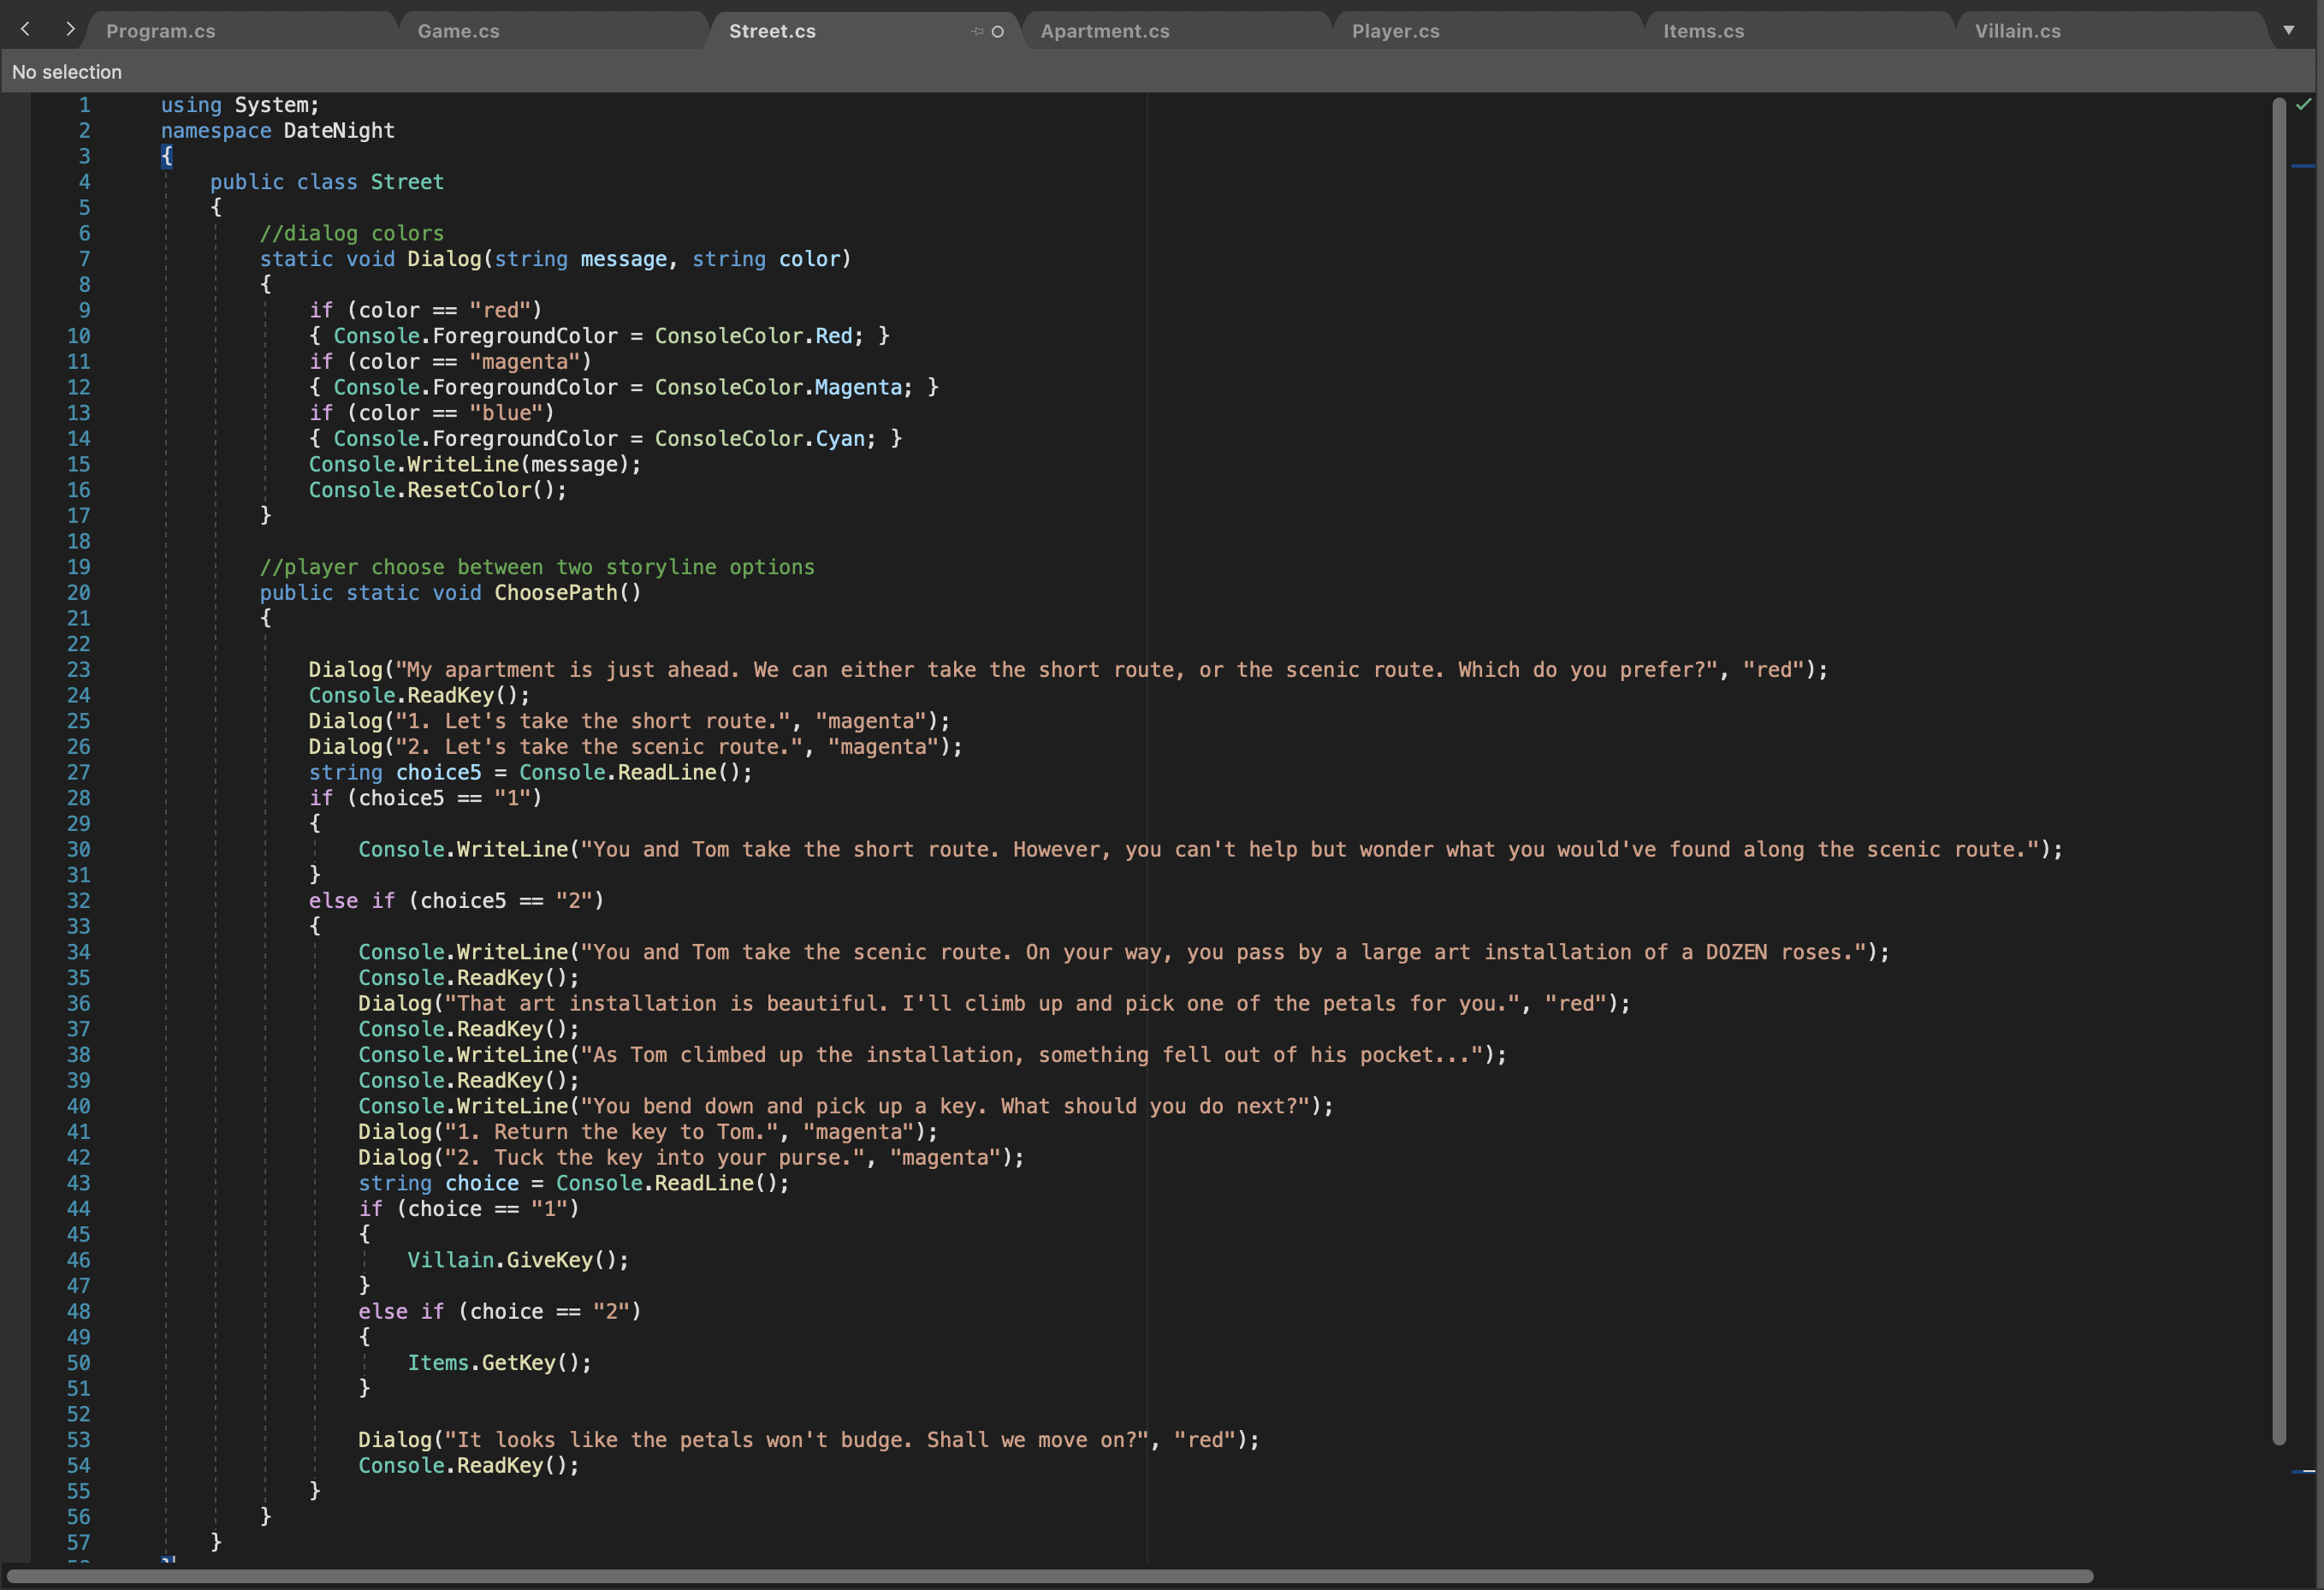 Program.cs Game.cs Street.cs Apartment.cs Player.cs Items.cs Villain.cs
No selection
1 using System;
2 namespace DateNight
3 {
4 public class Street
5 {
6 //dialog colors
7 static void Dialog(string message, string color)
8 {
9 if (color == "red")
10 { Console.ForegroundColor = ConsoleColor.Red; }
11 if (color == "magenta")
12 { Console.ForegroundColor = ConsoleColor.Magenta; }
13 if (color == "blue")
14 { Console.ForegroundColor = ConsoleColor.Cyan; }
15 Console.WriteLine(message);
16 Console.ResetColor();
17 }
18
19 //player choose between two storyline options
20 public static void ChoosePath()
21 {
22
23 Dialog("My apartment is just ahead. We can either take the short route, or the scenic route. Which do you prefer?", "red");
24 Console.ReadKey();
25 Dialog("1. Let's take the short route.", "magenta");
26 Dialog("2. Let's take the scenic route.", "magenta");
27 string choice5 = Console.ReadLine();
28 if (choice5 == "1")
29 {
30 Console.WriteLine("You and Tom take the short route. However, you can't help but wonder what you would've found along the scenic route.");
31 }
32 else if (choice5 == "2")
33 {
34 Console.WriteLine("You and Tom take the scenic route. On your way, you pass by a large art installation of a DOZEN roses.");
35 Console.ReadKey();
36 Dialog("That art installation is beautiful. I'll climb up and pick one of the petals for you.", "red");
37 Console.ReadKey();
38 Console.WriteLine("As Tom climbed up the installation, something fell out of his pocket...");
39 Console.ReadKey();
40 Console.WriteLine("You bend down and pick up a key. What should you do next?");
41 Dialog("1. Return the key to Tom.", "magenta");
42 Dialog("2. Tuck the key into your purse.", "magenta");
43 string choice = Console.ReadLine();
44 if (choice == "1")
45 {
46 Villain.GiveKey();
47 }
48 else if (choice == "2")
49 {
50 Items.GetKey();
51 }
52
53 Dialog("It looks like the petals won't budge. Shall we move on?", "red");
54 Console.ReadKey();
55 }
56 }
57 }